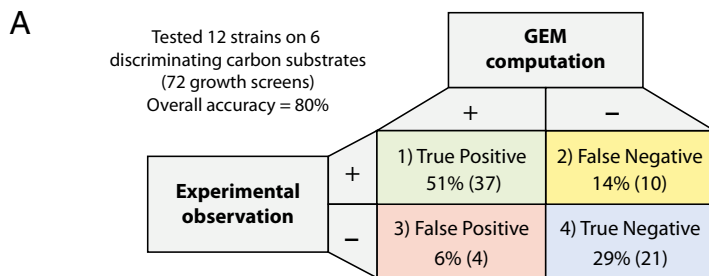 A
Tested 12 strains on 6
discriminating carbon substrates
(72 growth screens)
Overall accuracy = 80%
GEM
computation
+
−
Experimental
observation
+
1) True Positive
51% (37)
2) False Negative
14% (10)
−
3) False Positive
6% (4)
4) True Negative
29% (21)